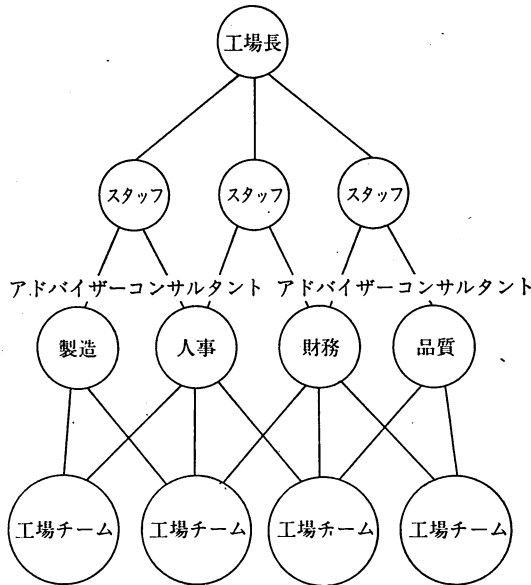 工場長
スタッフ スタッフ スタッフ
アドバイザーコンサルタント アドバイザーコンサルタント
製造 人事 財務 品質
工場チーム 工場チーム 工場チーム 工場チーム